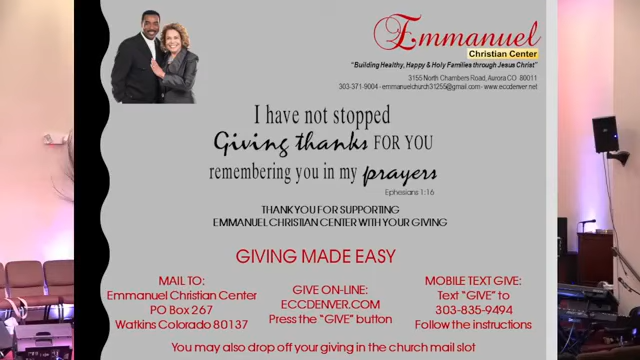 Emmanuel
Christian Center
"Building Healthy, Happy & Holy Families through Jesus Christ"
3155 North Chambers Road, Aurora CO 80011
303-371-9004 - emmanuelchurch31255@gmail.com - www.eccdenver.net
I have not stopped
Giving thanks FOR YOU
remembering you in my prayers
Ephesians 1:16
THANK YOU FOR SUPPORTING
EMMANUEL CHRISTIAN CENTER WITH YOUR GIVING
GIVING MADE EASY
MAIL TO:
Emmanuel Christian Center
PO Box 267
Watkins Colorado 80137
GIVE ON-LINE:
ECCDENVER.COM
Press the "GIVE" button
MOBILE TEXT GIVE:
Text "GIVE" to
303-835-9494
Follow the instructions
You may also drop off your giving in the church mail slot